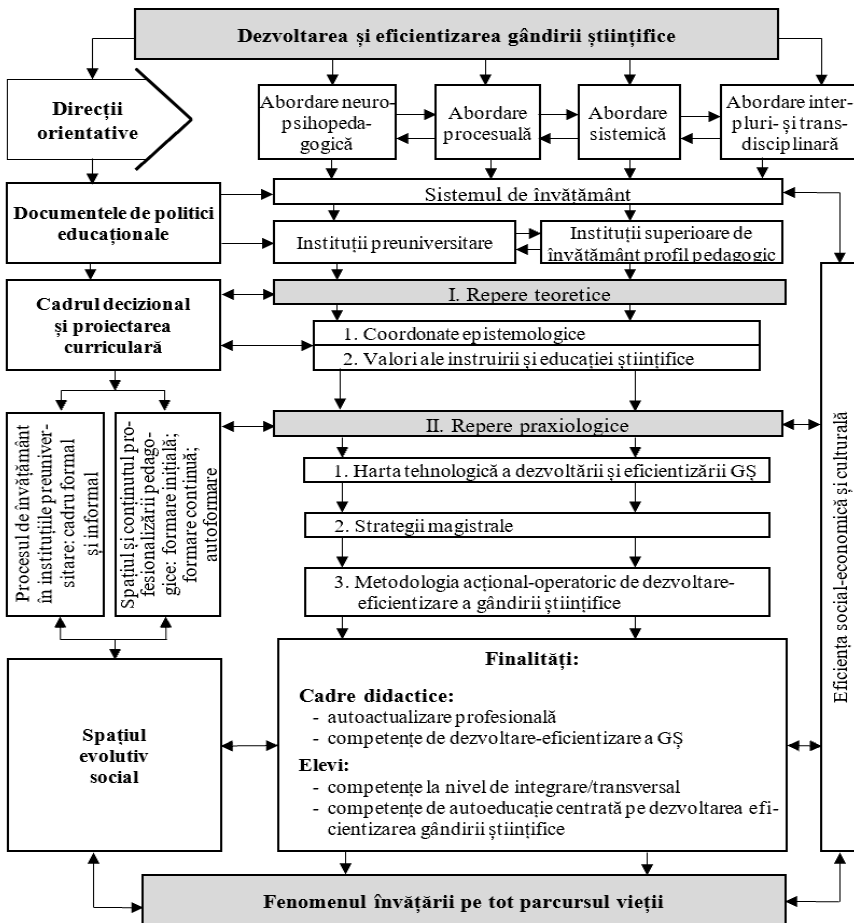 Dezvoltarea și eficientizarea gândirii științifice
Direcții
orientative
Abordare neuro-
psihopeda-
gogică
Abordare
procesuală
Abordare
sistemică
Abordare inter-
pluri- și trans-
disciplinară
Documentele de politici
educaționale
Sistemul de învățământ
Instituții preuniversitare
Instituții superioare de
învățământ profil pedagogic
Cadrul decizional
și proiectarea
curriculară
I. Repere teoretice
1. Coordonate epistemologice
2. Valori ale instruirii și educației științifice
Procesul de învățământ
în instituțiile preuniver-
sitare: cadru formal
și informal
Spațiul și conținutul pro-
fesionalizării pedago-
gice: formare inițială;
formare continuă;
autoformare
II. Repere praxiologice
1. Harta tehnologică a dezvoltării și eficientizării GȘ
2. Strategii magistrale
3. Metodologia acțional-operatoric de dezvoltare-
eficientizare a gândirii științifice
Eficiența social-economică și culturală
Spațiul
evolutiv
social
Finalități:
Cadre didactice:
- autoactualizare profesională
- competențe de dezvoltare-eficientizare a GȘ
Elevi:
- competențe la nivel de integrare/transversal
- competențe de autoeducație centrată pe dezvoltarea efi-
cientizarea gândirii științifice
Fenomenul învățării pe tot parcursul vieții